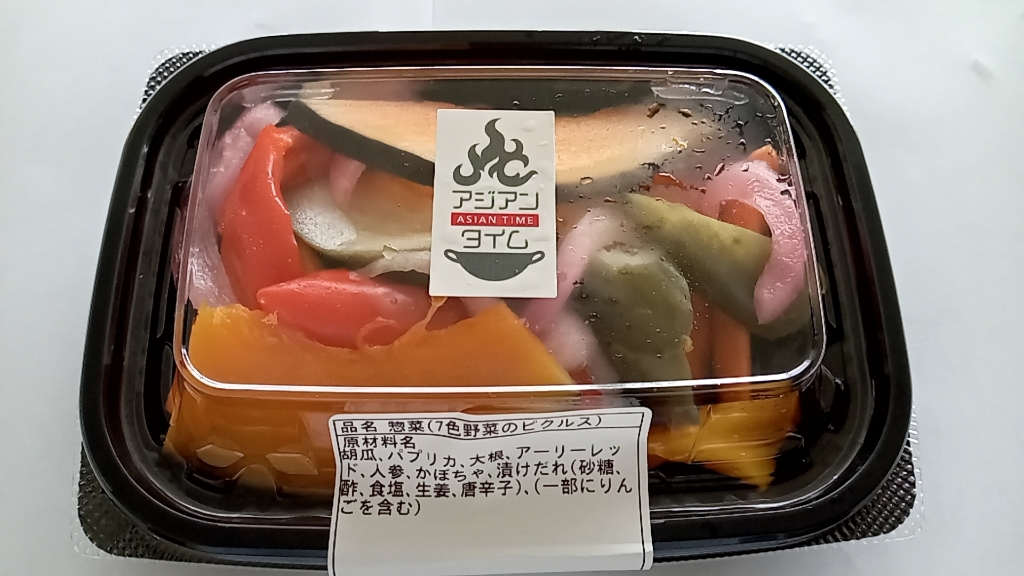 アジアン
ASIAN TIME
タイム
品名 惣菜(7色野菜のピクルス)
原材料名
胡瓜、パプリカ、大根、アーリーレッ
ド、人参、かぼちゃ、漬けだれ(砂糖、
酢、食塩、生姜、唐辛子)、(一部にりん
ごを含む)